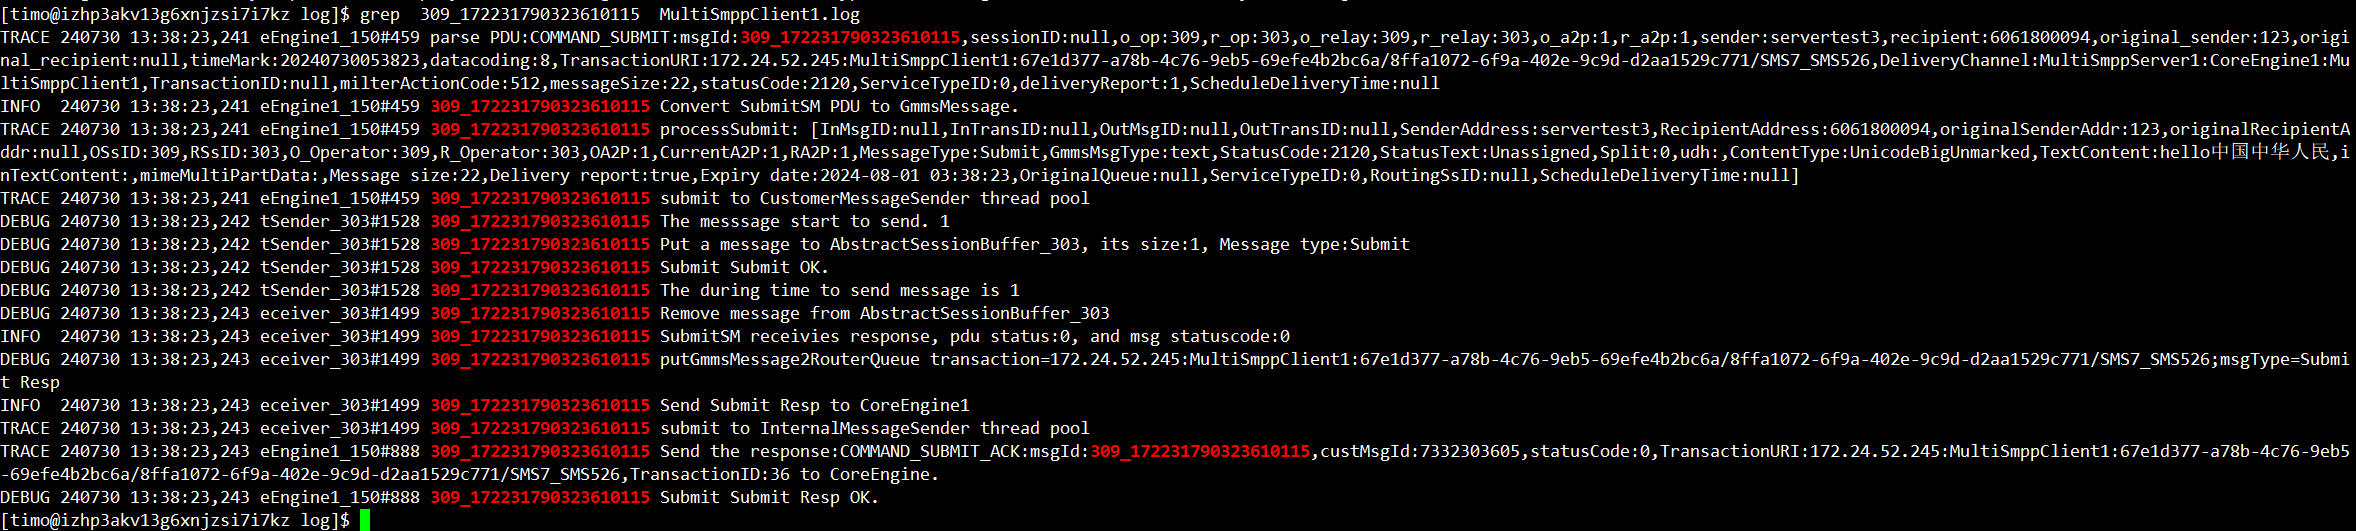 [timo@izhp3akv13g6xnjzsi7i7kz log]$ grep  309_172231790323610115  MultiSmppClient1.log
TRACE 240730 13:38:23,241 eEngine1_150#459 parse PDU:COMMAND_SUBMIT:msgId:309_172231790323610115,sessionID:null,o_op:309,r_op:303,o_relay:309,r_relay:303,o_a2p:1,r_a2p:1,sender:servertest3,recipient:6061800094,original_sender:123,origi
nal_recipient:null,timeMark:20240730053823,datacoding:8,TransactionURI:172.24.52.245:MultiSmppClient1:67e1d377-a78b-4c76-9eb5-69efe4b2bc6a/8ffa1072-6f9a-402e-9c9d-d2aa1529c771/SMS7_SMS526,DeliveryChannel:MultiSmppServer1:CoreEngine1:Mu
ltiSmppClient1,TransactionID:null,milterActionCode:512,messageSize:22,statusCode:2120,ServiceTypeID:0,deliveryReport:1,ScheduleDeliveryTime:null
INFO  240730 13:38:23,241 eEngine1_150#459 309_172231790323610115 Convert SubmitSM PDU to GmmsMessage.
TRACE 240730 13:38:23,241 eEngine1_150#459 309_172231790323610115 processSubmit: [InMsgID:null,InTransID:null,OutMsgID:null,OutTransID:null,SenderAddress:servertest3,RecipientAddress:6061800094,originalSenderAddr:123,originalRecipientA
ddr:null,OSsID:309,RSsID:303,O_Operator:309,R_Operator:303,OA2P:1,CurrentA2P:1,RA2P:1,MessageType:Submit,GmmsMsgType:text,StatusCode:2120,StatusText:Unassigned,Split:0,udh:,ContentType:UnicodeBigUnmarked,TextContent:hello中国中华人民,i
nTextContent:,mimeMultiPartData:,Message size:22,Delivery report:true,Expiry date:2024-08-01 03:38:23,OriginalQueue:null,ServiceTypeID:0,RoutingSsID:null,ScheduleDeliveryTime:null]
TRACE 240730 13:38:23,241 eEngine1_150#459 309_172231790323610115 submit to CustomerMessageSender thread pool
DEBUG 240730 13:38:23,242 tSender_303#1528 309_172231790323610115 The messsage start to send. 1
DEBUG 240730 13:38:23,242 tSender_303#1528 309_172231790323610115 Put a message to AbstractSessionBuffer_303, its size:1, Message type:Submit
DEBUG 240730 13:38:23,242 tSender_303#1528 309_172231790323610115 Submit Submit OK.
DEBUG 240730 13:38:23,242 tSender_303#1528 309_172231790323610115 The during time to send message is 1
DEBUG 240730 13:38:23,243 eceiver_303#1499 309_172231790323610115 Remove message from AbstractSessionBuffer_303
INFO  240730 13:38:23,243 eceiver_303#1499 309_172231790323610115 SubmitSM receivies response, pdu status:0, and msg statuscode:0
DEBUG 240730 13:38:23,243 eceiver_303#1499 309_172231790323610115 putGmmsMessage2RouterQueue transaction=172.24.52.245:MultiSmppClient1:67e1d377-a78b-4c76-9eb5-69efe4b2bc6a/8ffa1072-6f9a-402e-9c9d-d2aa1529c771/SMS7_SMS526;msgType=Submi
t Resp
INFO  240730 13:38:23,243 eceiver_303#1499 309_172231790323610115 Send Submit Resp to CoreEngine1
TRACE 240730 13:38:23,243 eceiver_303#1499 309_172231790323610115 submit to InternalMessageSender thread pool
TRACE 240730 13:38:23,243 eEngine1_150#888 309_172231790323610115 Send the response:COMMAND_SUBMIT_ACK:msgId:309_172231790323610115,custMsgId:7332303605,statusCode:0,TransactionURI:172.24.52.245:MultiSmppClient1:67e1d377-a78b-4c76-9eb5
-69efe4b2bc6a/8ffa1072-6f9a-402e-9c9d-d2aa1529c771/SMS7_SMS526,TransactionID:36 to CoreEngine.
DEBUG 240730 13:38:23,243 eEngine1_150#888 309_172231790323610115 Submit Submit Resp OK.
[timo@izhp3akv13g6xnjzsi7i7kz log]$